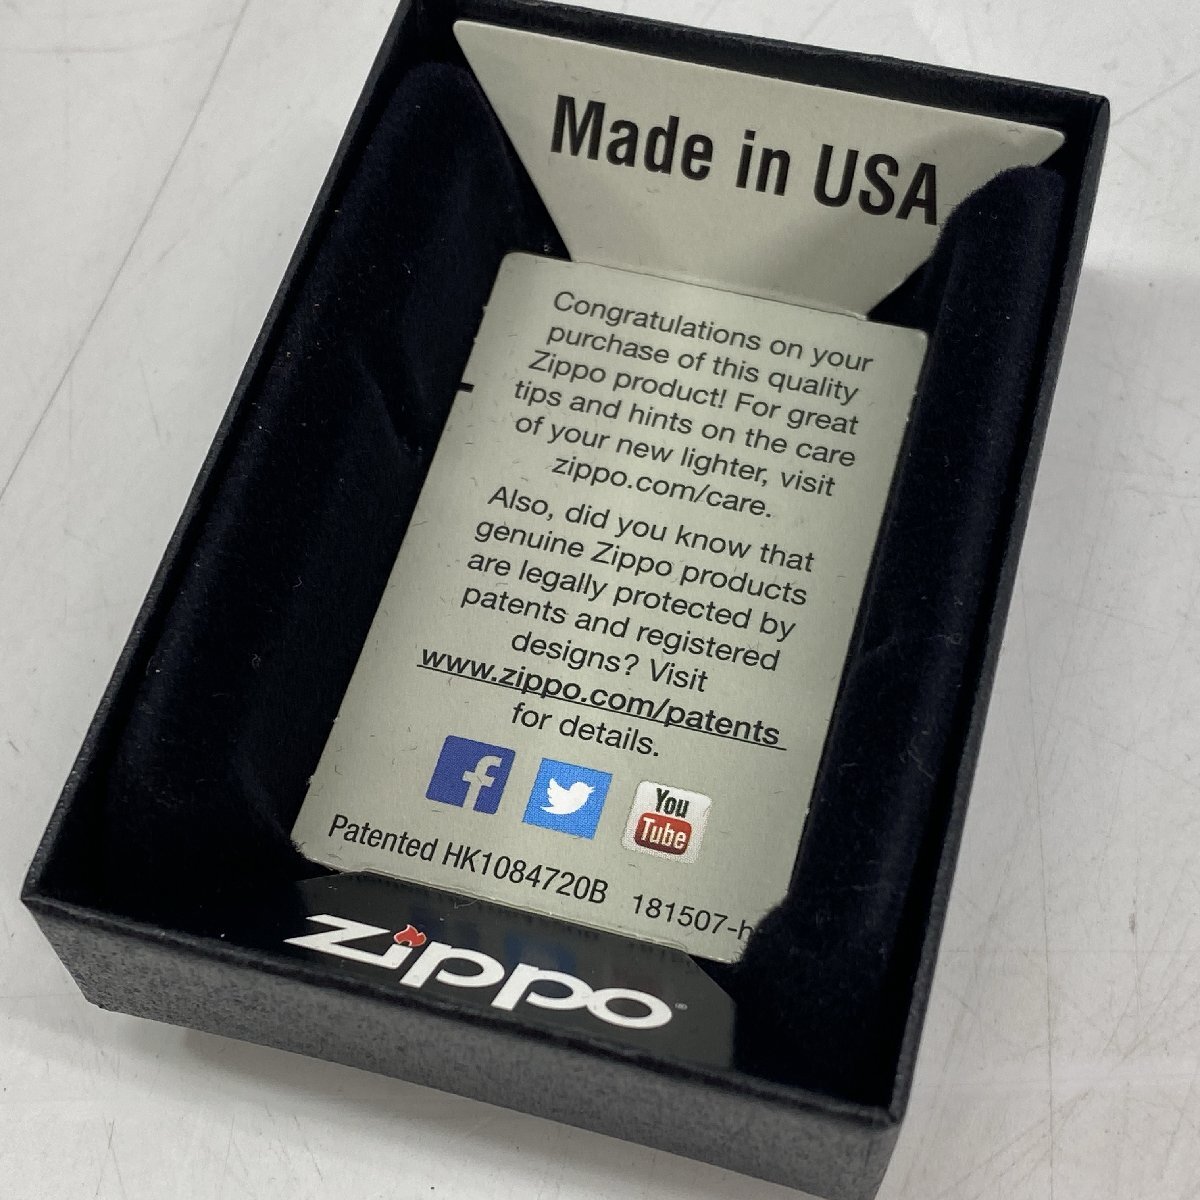 Made in USA
Congratulations on your
purchase of this quality
Zippo product! For great
tips and hints on the care
of your new lighter, visit
zippo.com/care.
Also, did you know that
genuine Zippo products
are legally protected by
patents and registered
designs? Visit
www.zippo.com/patents
for details.
f
You
Tube
Patented HK1084720B 181507-h
zippo